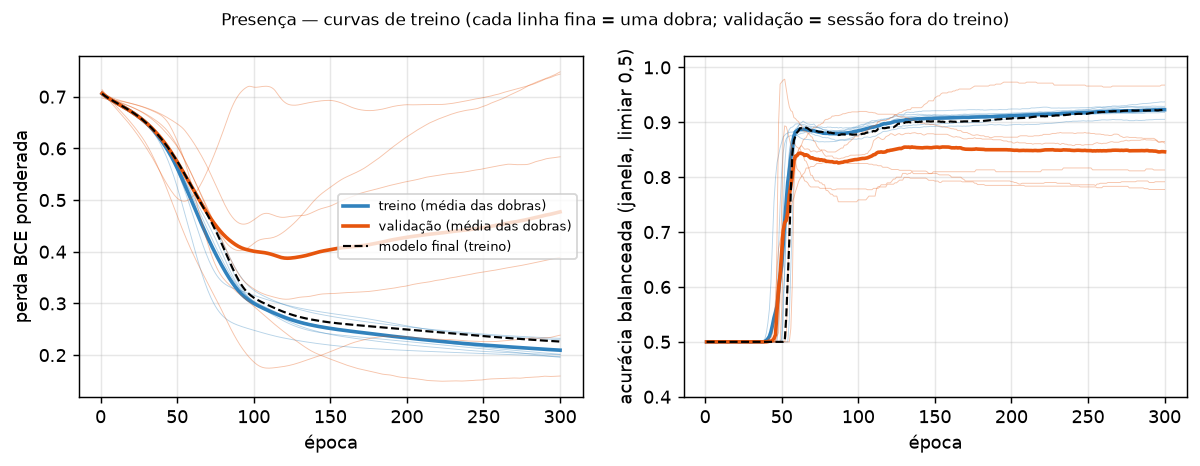 Presença — curvas de treino (cada linha fina = uma dobra; validação = sessão fora do treino)
perda BCE ponderada
0.7
0.6
0.5
0.4
0.3
0.2
treino (média das dobras)
validação (média das dobras)
modelo final (treino)
0 50 100 150 200 250 300
época
acurácia balanceada (janela, limiar 0,5)
1.0
0.9
0.8
0.7
0.6
0.5
0.4
0 50 100 150 200 250 300
época